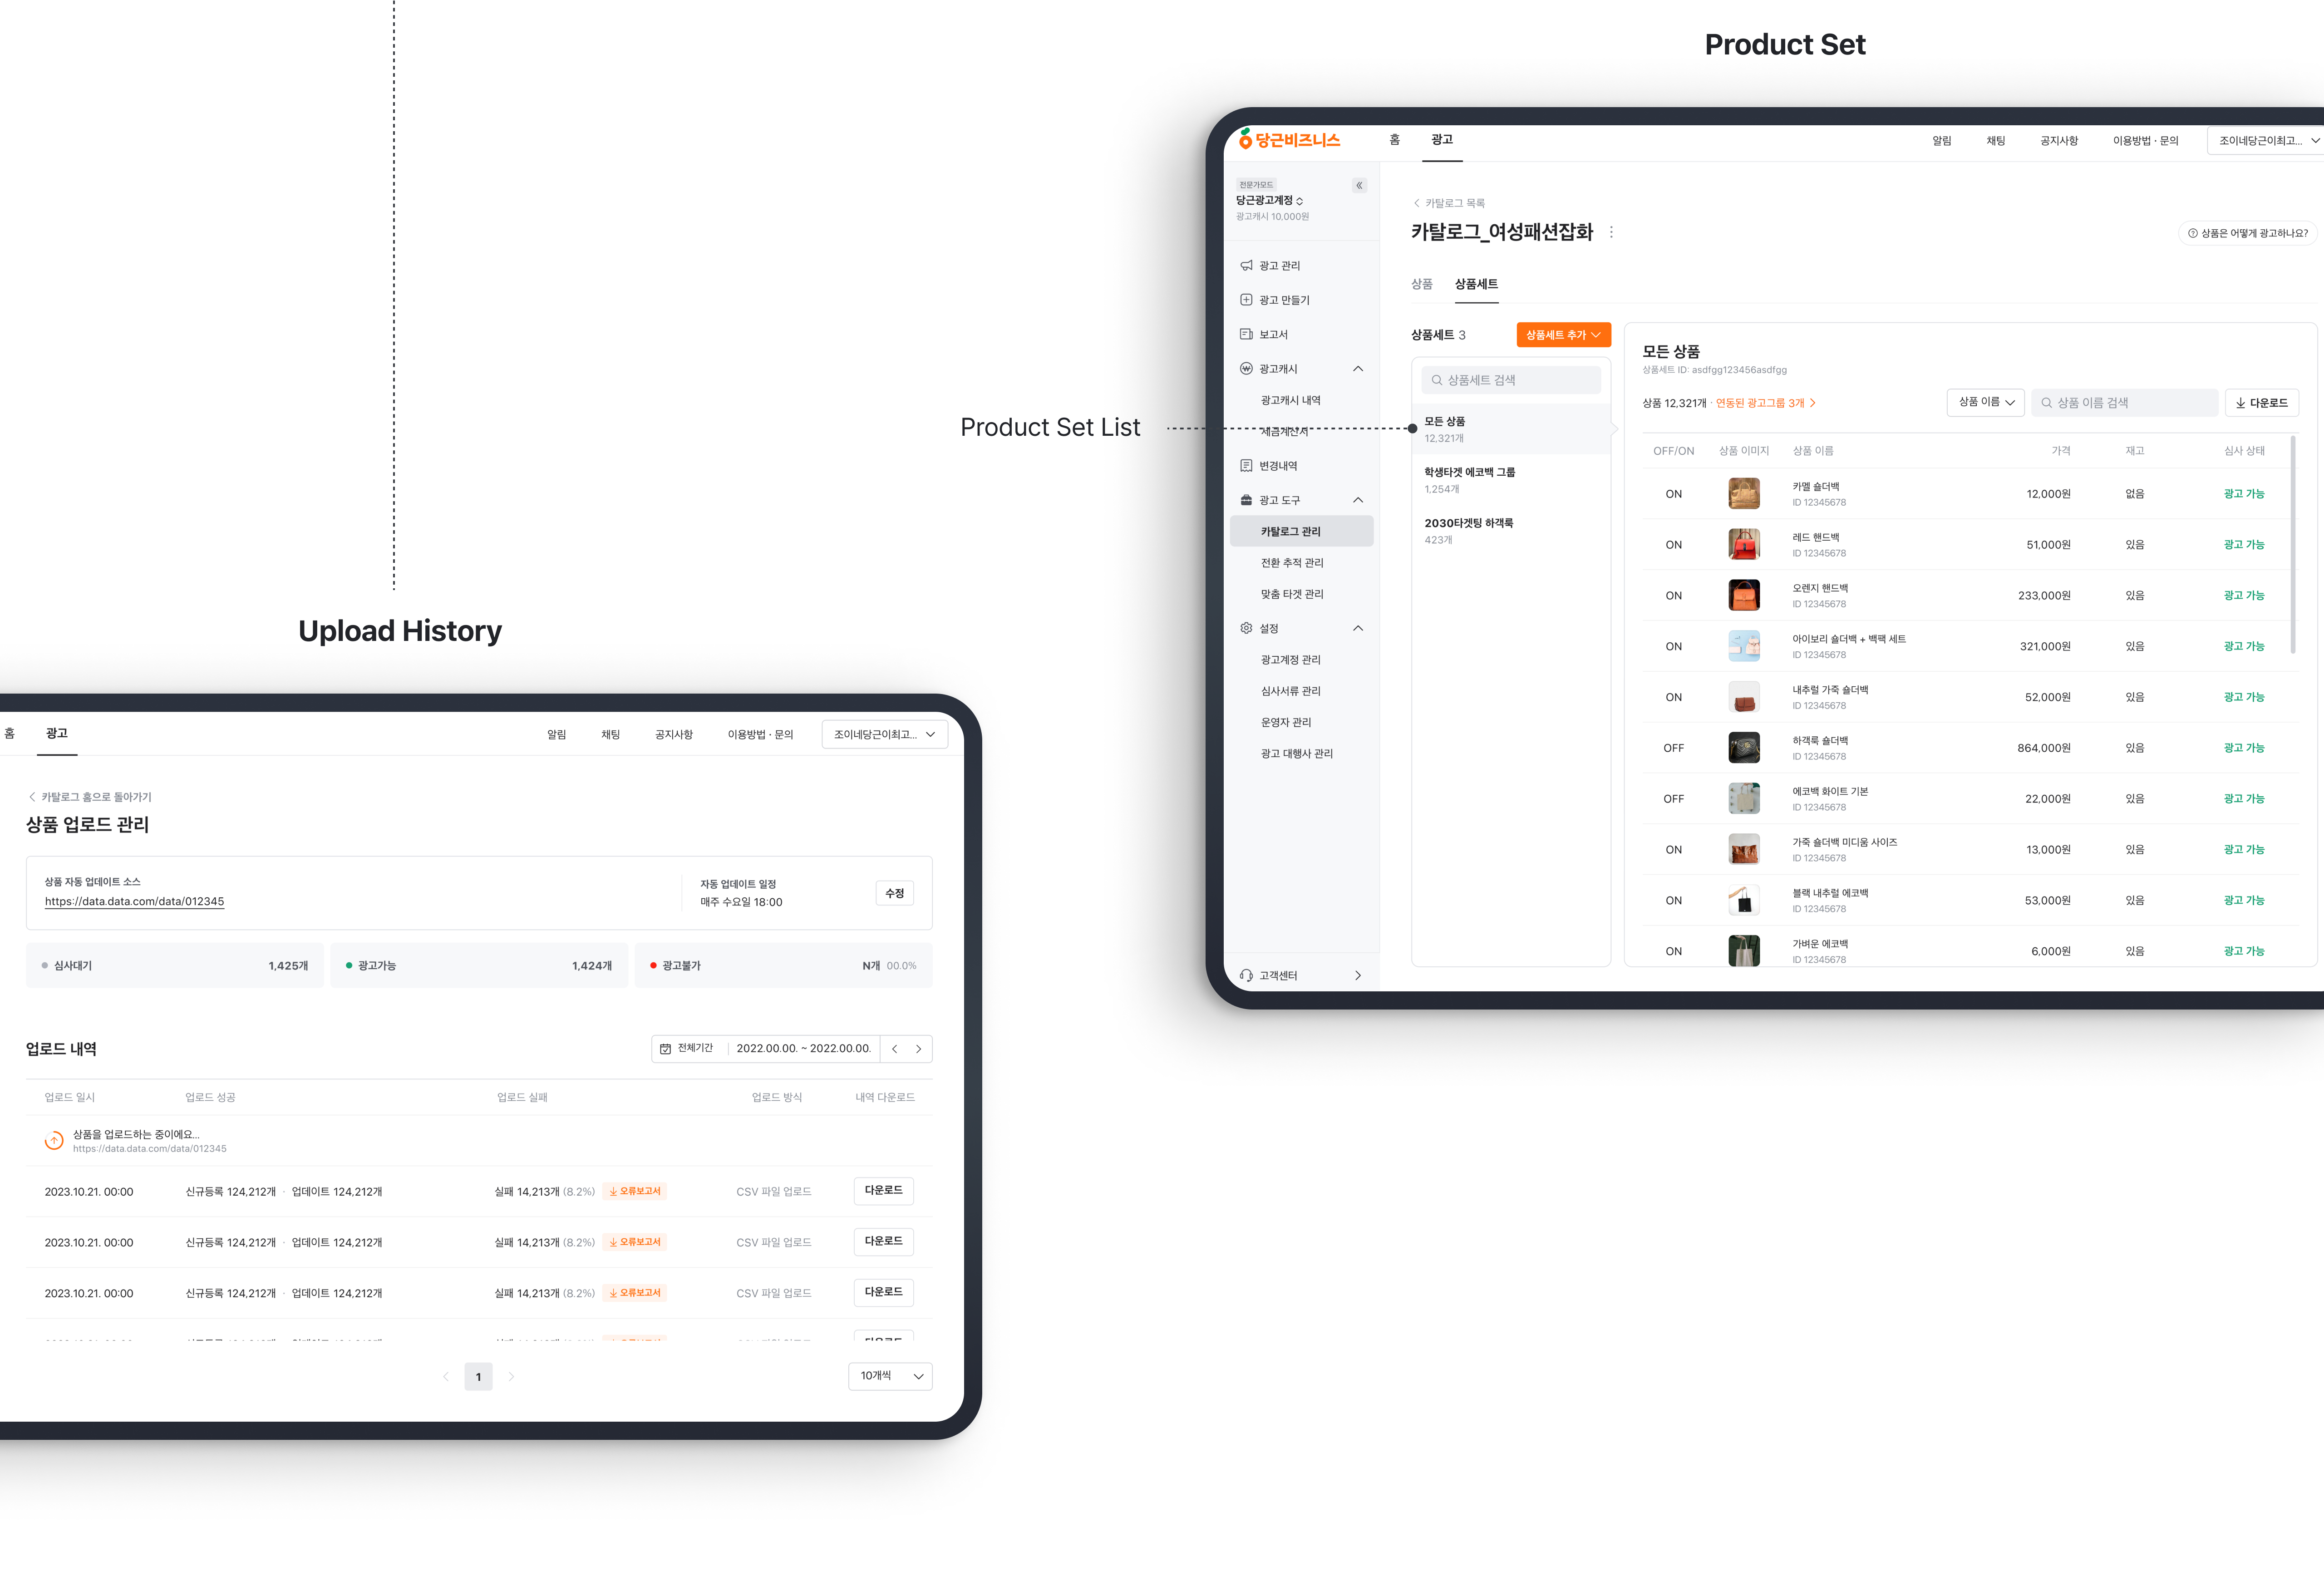 Product Set
당근비즈니스
홈 광고 알림 채팅 공지사항 이용방법 · 문의 조이네당근이최고...
전문가모드
당근광고계정
광고캐시 10,000원
광고 관리
광고 만들기
보고서
광고캐시
광고캐시 내역
세금계산서
변경내역
광고 도구
카탈로그 관리
전환 추적 관리
맞춤 타겟 관리
설정
광고계정 관리
심사서류 관리
운영자 관리
광고 대행사 관리
고객센터
카탈로그 목록
카탈로그_여성패션잡화
상품은 어떻게 광고하나요?
상품 상품세트
상품세트 3 상품세트 추가
상품세트 검색
Product Set List
모든 상품
12,321개
학생타겟 에코백 그룹
1,254개
2030타겟팅 하객룩
423개
모든 상품
상품세트 ID: asdfgg123456asdfgg
상품 12,321개 · 연동된 광고그룹 3개 상품 이름 상품 이름 검색 다운로드
OFF/ON 상품 이미지 상품 이름 가격 재고 심사 상태
ON 카멜 숄더백 12,000원 없음 광고 가능
ID 12345678
ON 레드 핸드백 51,000원 있음 광고 가능
ID 12345678
ON 오렌지 핸드백 233,000원 있음 광고 가능
ID 12345678
ON 아이보리 숄더백 + 백팩 세트 321,000원 있음 광고 가능
ID 12345678
ON 내추럴 가죽 숄더백 52,000원 있음 광고 가능
ID 12345678
OFF 하객룩 숄더백 864,000원 있음 광고 가능
ID 12345678
OFF 에코백 화이트 기본 22,000원 있음 광고 가능
ID 12345678
ON 가죽 숄더백 미디움 사이즈 13,000원 있음 광고 가능
ID 12345678
ON 블랙 내추럴 에코백 53,000원 있음 광고 가능
ID 12345678
ON 가벼운 에코백 6,000원 있음 광고 가능
ID 12345678
Upload History
홈 광고 알림 채팅 공지사항 이용방법 · 문의 조이네당근이최고...
카탈로그 홈으로 돌아가기
상품 업로드 관리
상품 자동 업데이트 소스
https://data.data.com/data/012345
자동 업데이트 일정
매주 수요일 18:00
수정
심사대기 1,425개 광고가능 1,424개 광고불가 N개 00.0%
업로드 내역 전체기간 2022.00.00. ~ 2022.00.00.
업로드 일시 업로드 성공 업로드 실패 업로드 방식 내역 다운로드
상품을 업로드하는 중이에요...
https://data.data.com/data/012345
2023.10.21. 00:00 신규등록 124,212개 · 업데이트 124,212개 실패 14,213개 (8.2%) 오류보고서 CSV 파일 업로드 다운로드
2023.10.21. 00:00 신규등록 124,212개 · 업데이트 124,212개 실패 14,213개 (8.2%) 오류보고서 CSV 파일 업로드 다운로드
2023.10.21. 00:00 신규등록 124,212개 · 업데이트 124,212개 실패 14,213개 (8.2%) 오류보고서 CSV 파일 업로드 다운로드
1 10개씩